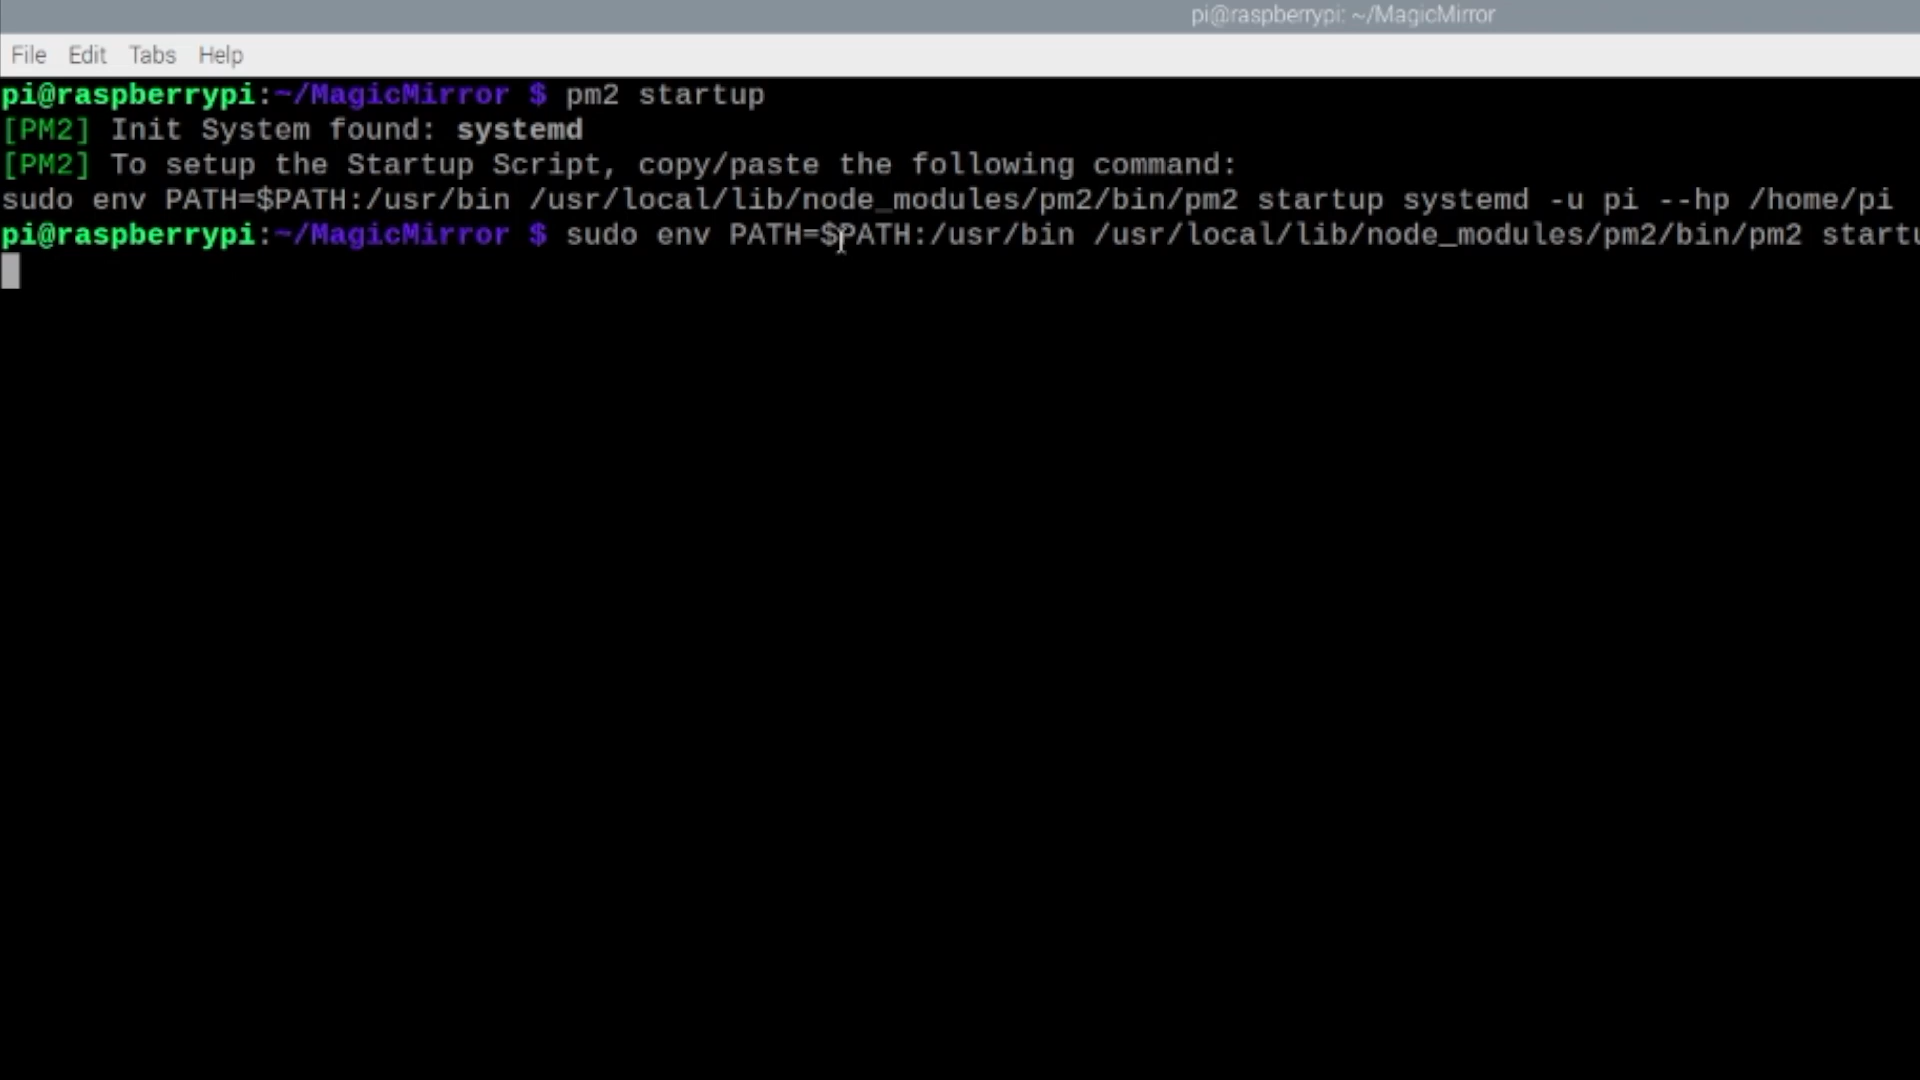 pi@raspberrypi: ~/MagicMirror
File Edit Tabs Help
pi@raspberrypi:~/MagicMirror $ pm2 startup
[PM2] Init System found: systemd
[PM2] To setup the Startup Script, copy/paste the following command:
sudo env PATH=$PATH:/usr/bin /usr/local/lib/node_modules/pm2/bin/pm2 startup systemd -u pi --hp /home/pi
pi@raspberrypi:~/MagicMirror $ sudo env PATH=$PATH:/usr/bin /usr/local/lib/node_modules/pm2/bin/pm2 startu